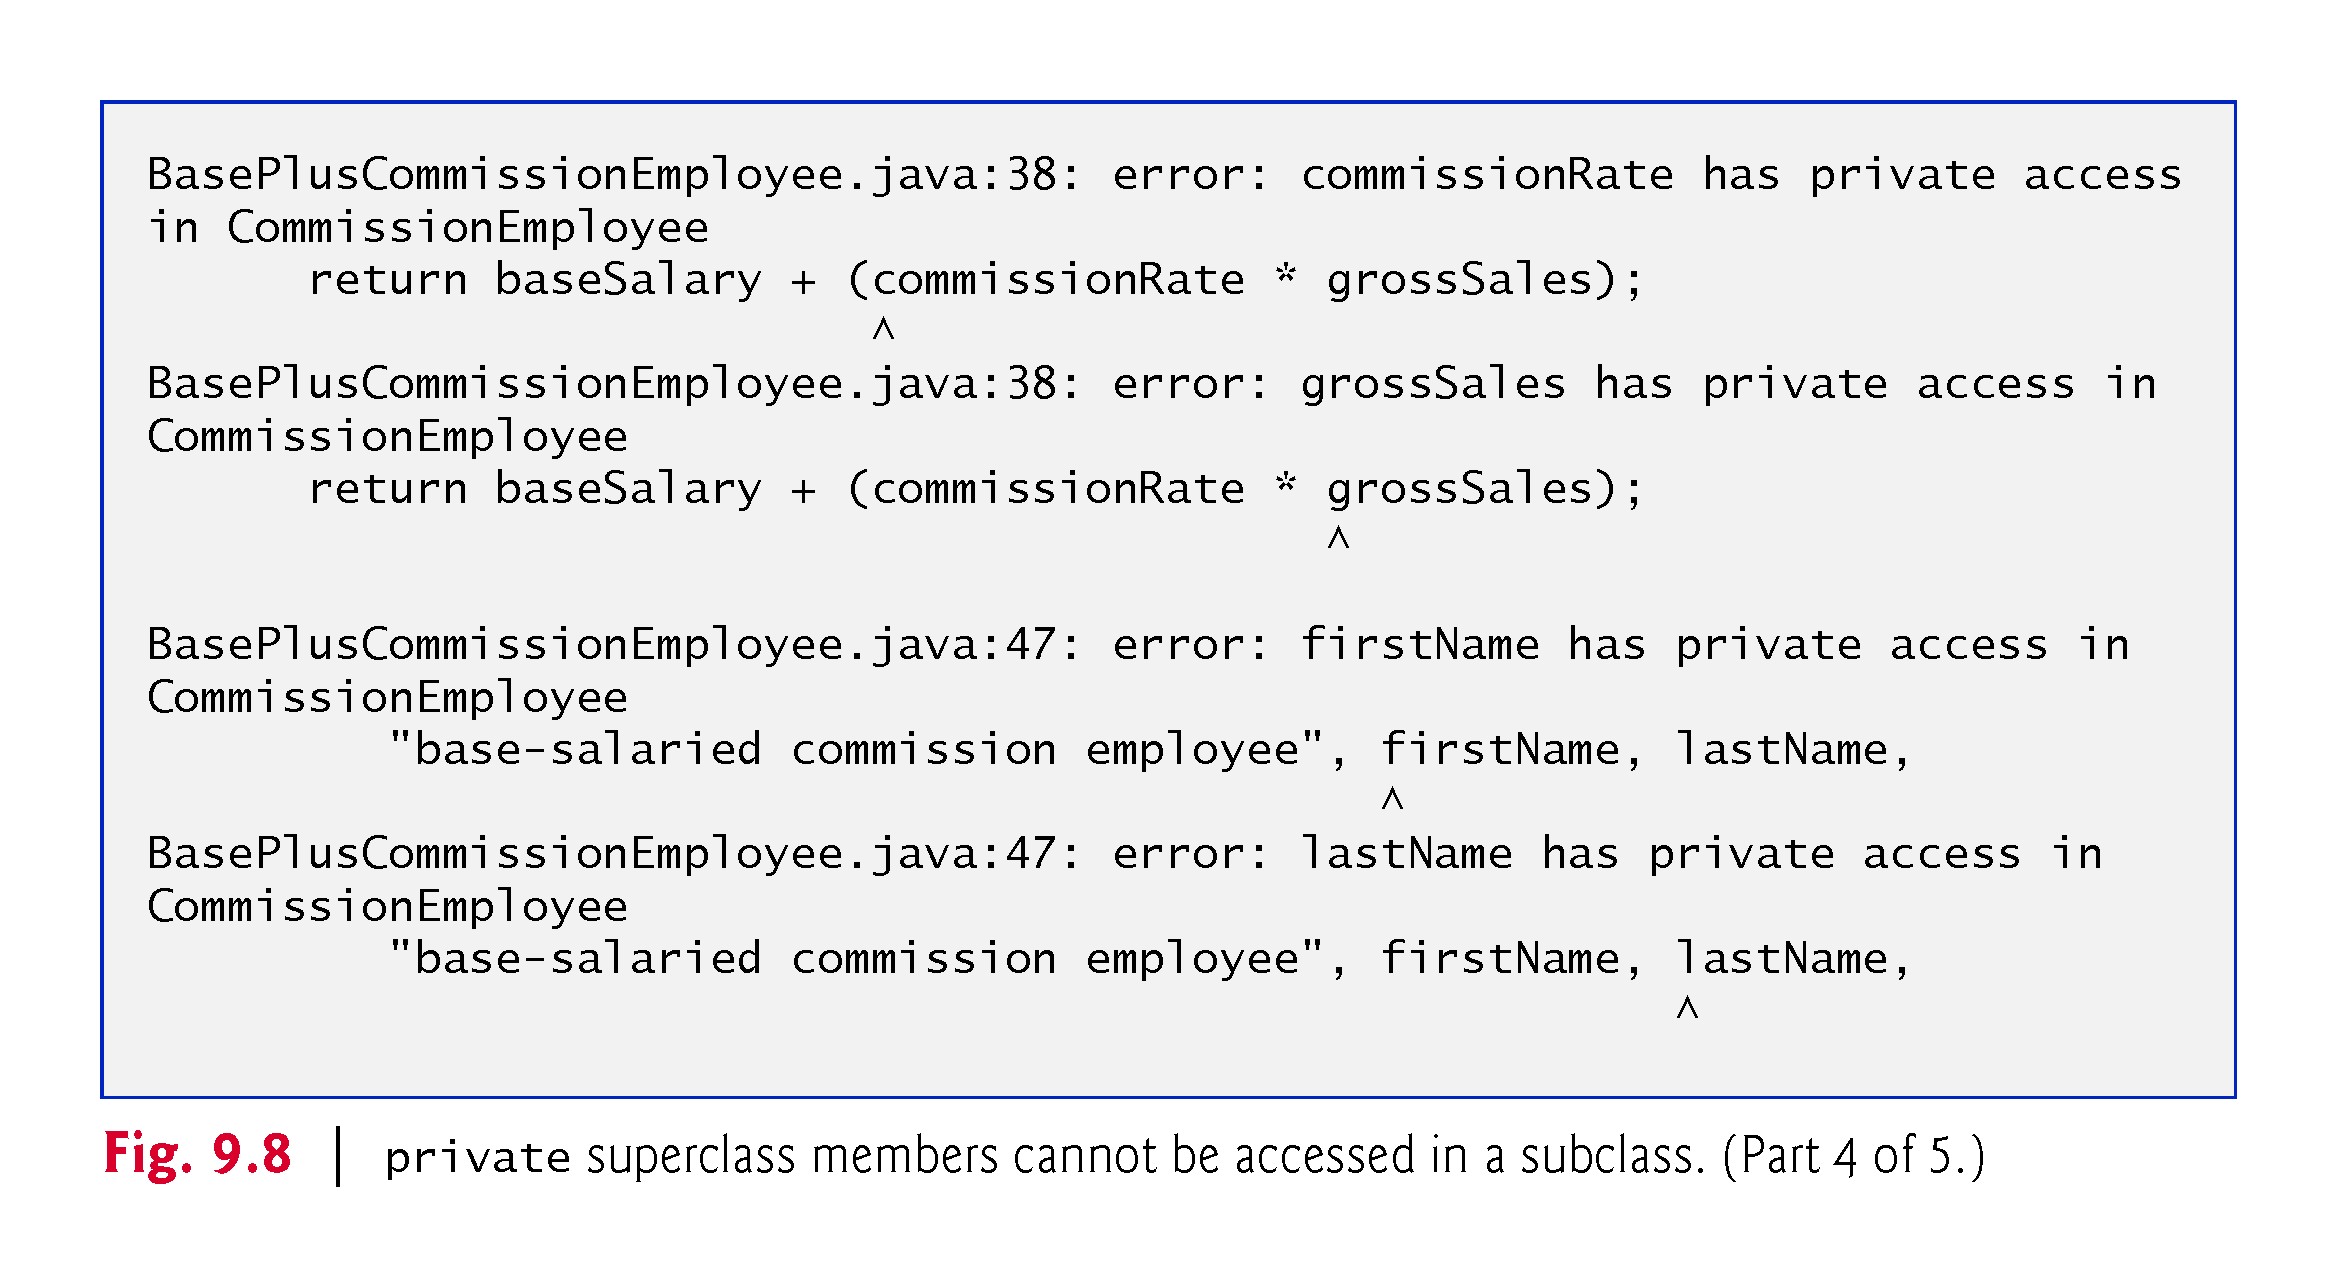 BasePlusCommissionEmployee.java:38: error: commissionRate has private access
in CommissionEmployee
      return baseSalary + (commissionRate * grossSales);
                           ^
BasePlusCommissionEmployee.java:38: error: grossSales has private access in
CommissionEmployee
      return baseSalary + (commissionRate * grossSales);
                                            ^
BasePlusCommissionEmployee.java:47: error: firstName has private access in
CommissionEmployee
         "base-salaried commission employee", firstName, lastName,
                                              ^
BasePlusCommissionEmployee.java:47: error: lastName has private access in
CommissionEmployee
         "base-salaried commission employee", firstName, lastName,
                                                         ^
Fig. 9.8 | private superclass members cannot be accessed in a subclass. (Part 4 of 5.)